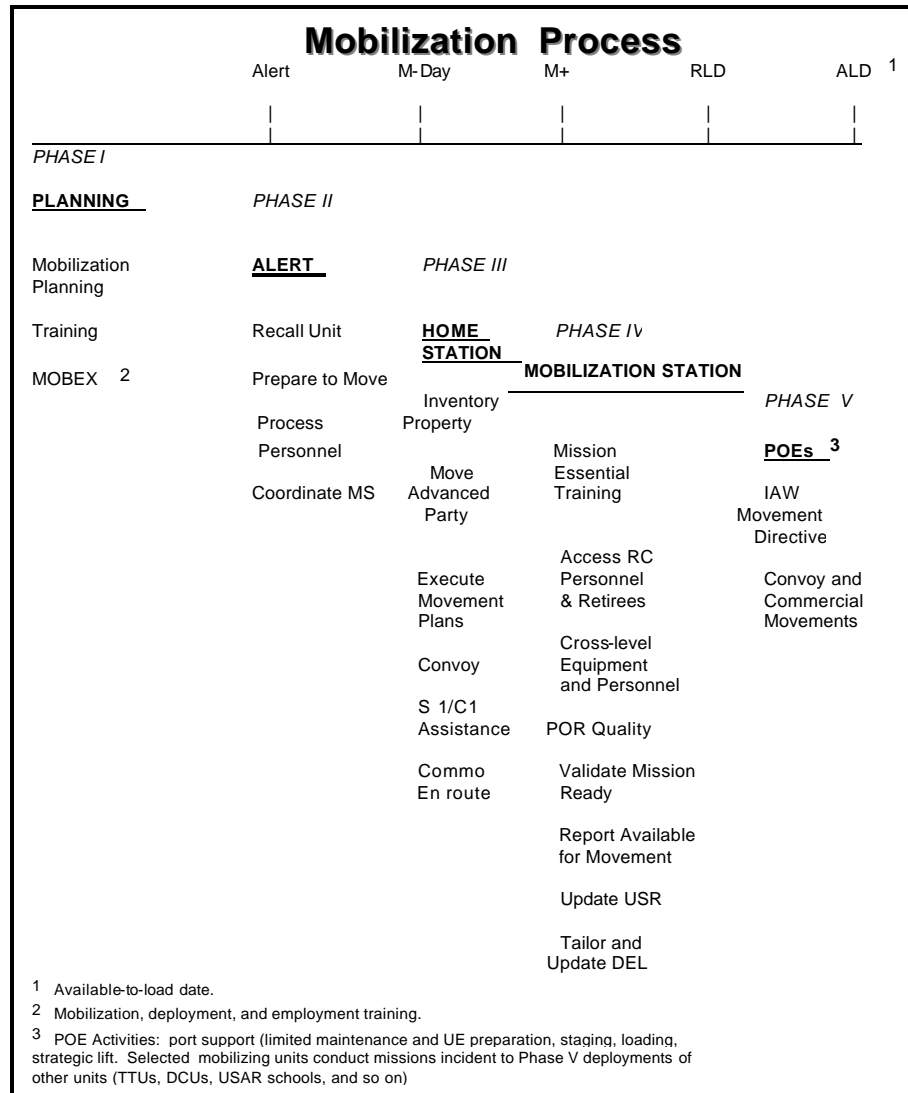 Mobilization Process
Alert M-Day M+ RLD ALD 1
PHASE I
PLANNING
Mobilization
Planning
Training
MOBEX 2
PHASE II
ALERT
Recall Unit
Prepare to Move
Process
Personnel
Coordinate MS
PHASE III
HOME
STATION
Inventory
Property
Move
Advanced
Party
Execute
Movement
Plans
Convoy
S 1/C1
Assistance
Commo
En route
PHASE IV
MOBILIZATION STATION
Mission
Essential
Training
Access RC
Personnel
& Retirees
Cross-level
Equipment
and Personnel
POR Quality
Validate Mission
Ready
Report Available
for Movement
Update USR
Tailor and
Update DEL
PHASE V
POEs 3
IAW
Movement
Directive
Convoy and
Commercial
Movements
1 Available-to-load date.
2 Mobilization, deployment, and employment training.
3 POE Activities: port support (limited maintenance and UE preparation, staging, loading,
strategic lift. Selected mobilizing units conduct missions incident to Phase V deployments of
other units (TTUs, DCUs, USAR schools, and so on)